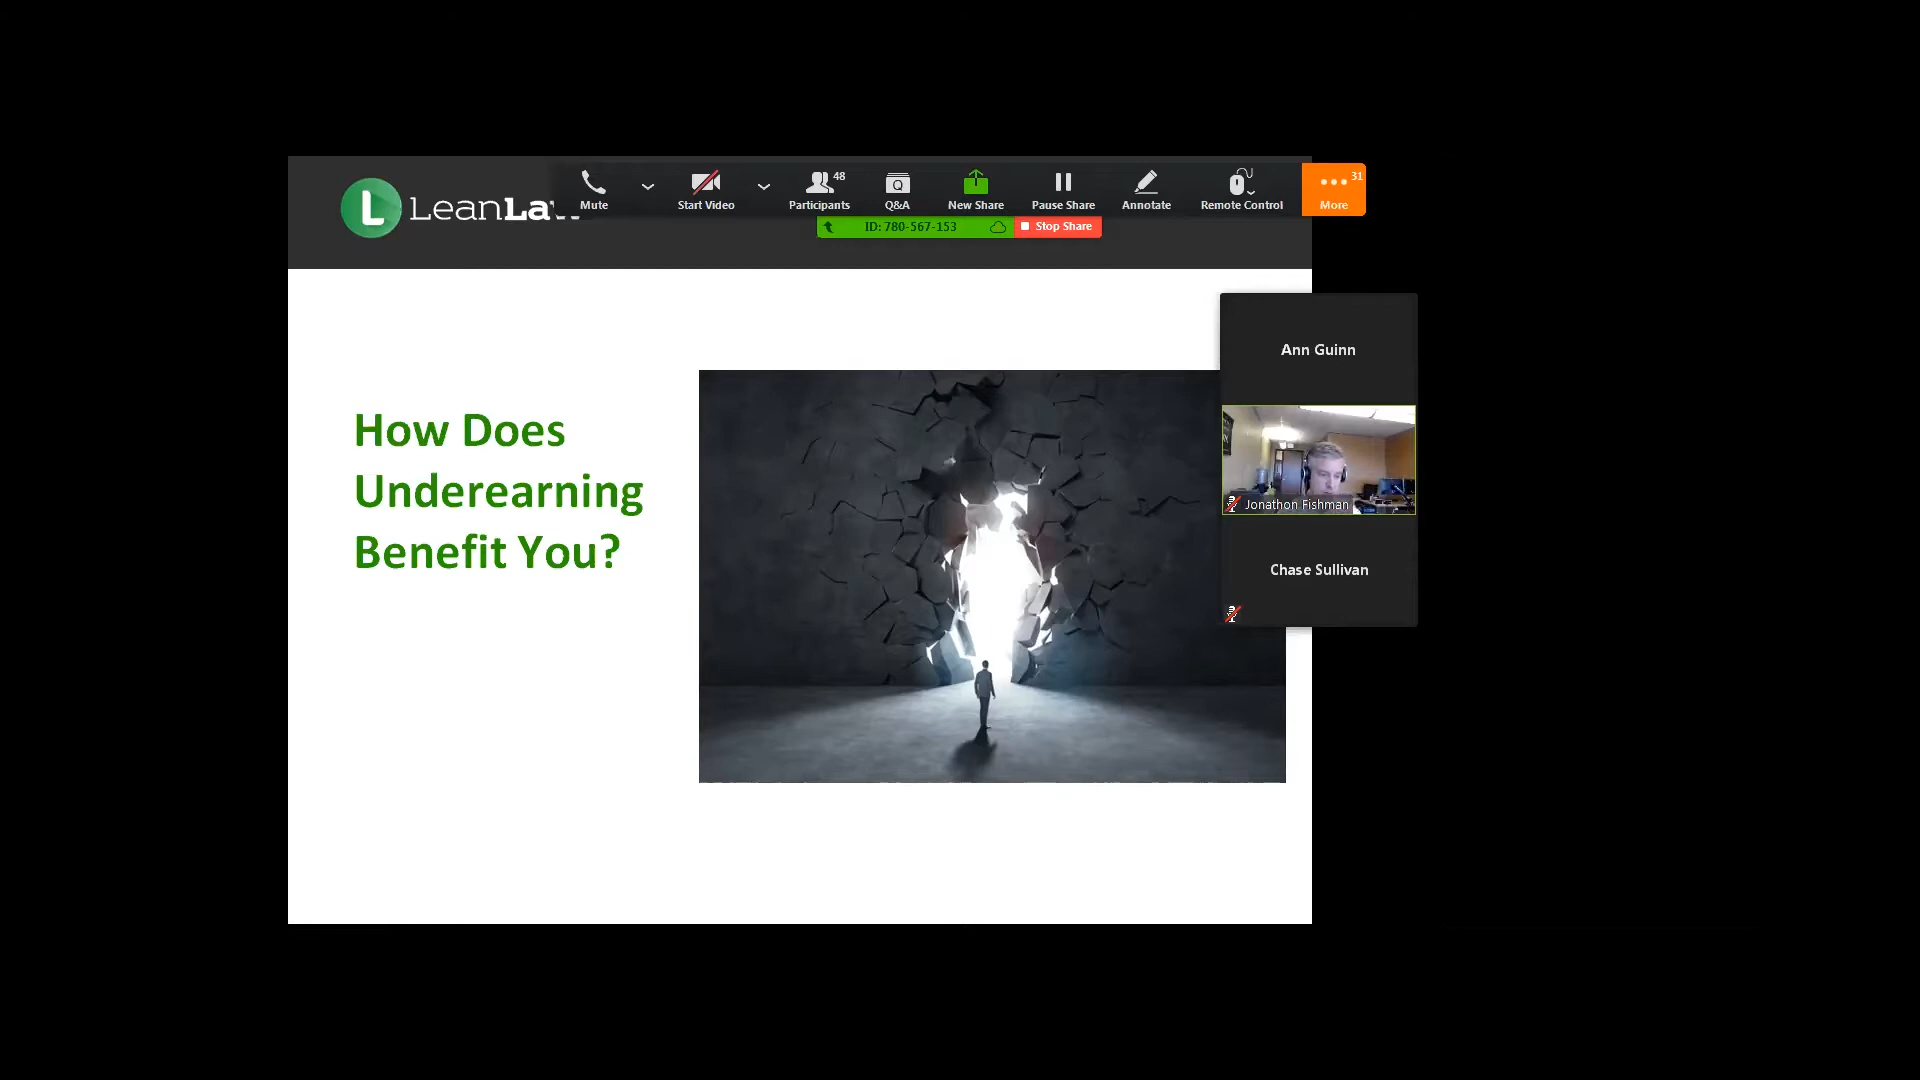 LeanLaw
Mute
Start Video
48
Participants
Q
Q&A
New Share
Pause Share
Annotate
Remote Control
31
More
ID: 780-567-153
Stop Share
Ann Guinn
Jonathon Fishman
Chase Sullivan
How Does
Underearning
Benefit You?